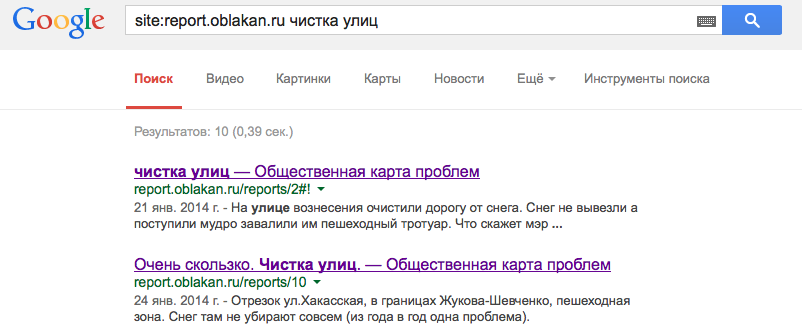 Google site:report.oblakan.ru чистка улиц
Поиск Видео Картинки Карты Новости Ещё Инструменты поиска
Результатов: 10 (0,39 сек.)
чистка улиц — Общественная карта проблем
report.oblakan.ru/reports/2#!
21 янв. 2014 г. - На улице вознесения очистили дорогу от снега. Снег не вывезли а
поступили мудро завалили им пешеходный тротуар. Что скажет мэр ...
Очень скользко. Чистка улиц. — Общественная карта проблем
report.oblakan.ru/reports/10
24 янв. 2014 г. - Отрезок ул.Хакасская, в границах Жукова-Шевченко, пешеходная
зона. Снег там не убирают совсем (из года в год одна проблема).